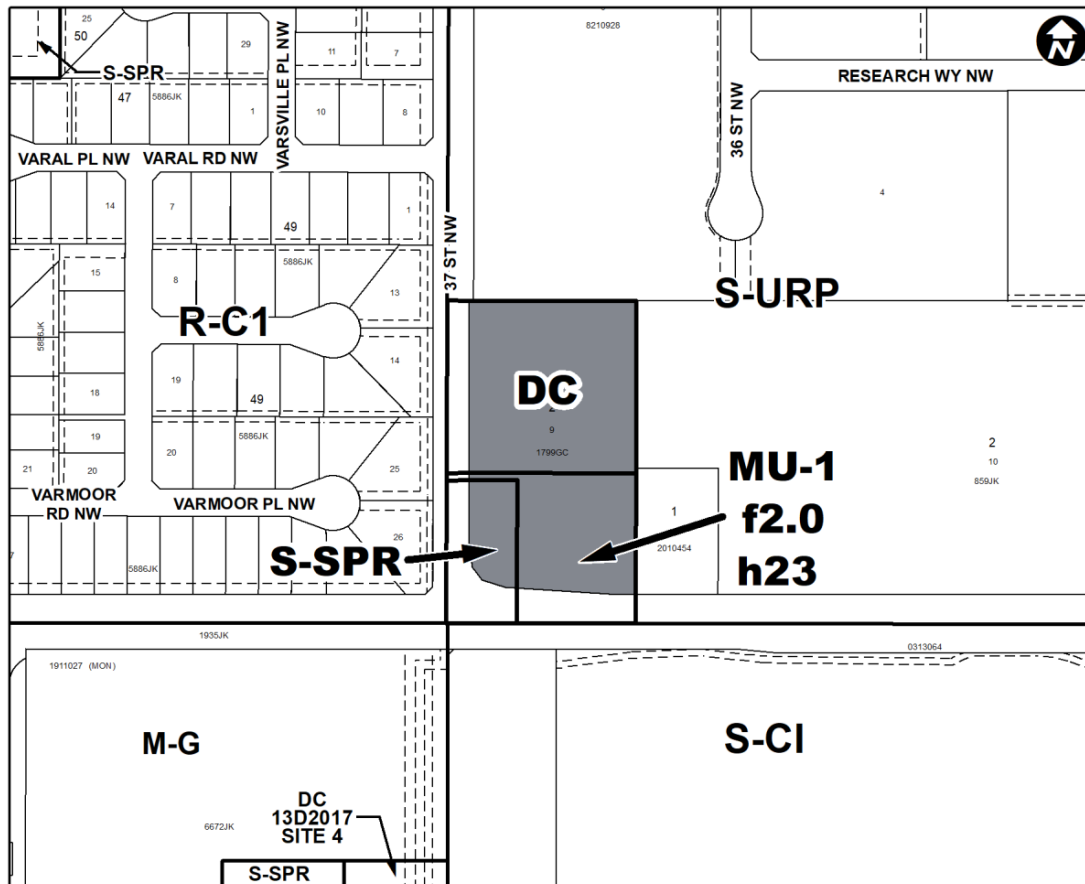 25
50
29
11
7
8210928
N
S-SPR
47
5886JK
1
10
8
VARSVILLE PL NW
RESEARCH WY NW
36 ST NW
VARAL PL NW
VARAL RD NW
14
7
49
1
4
37 ST NW
15
8
5886JK
13
S-URP
R-C1
5886JK
14
18
19
49
DC
9
1799GC
19
20
21
20
5886JK
25
2
10
859JK
MU-1
f2.0
h23
VARMOOR
RD NW
VARMOOR PL NW
26
1
2010454
S-SPR
5886JK
1935JK
0313064
1911027 (MON)
M-G
S-CI
DC
13D2017
SITE 4
6672JK
S-SPR